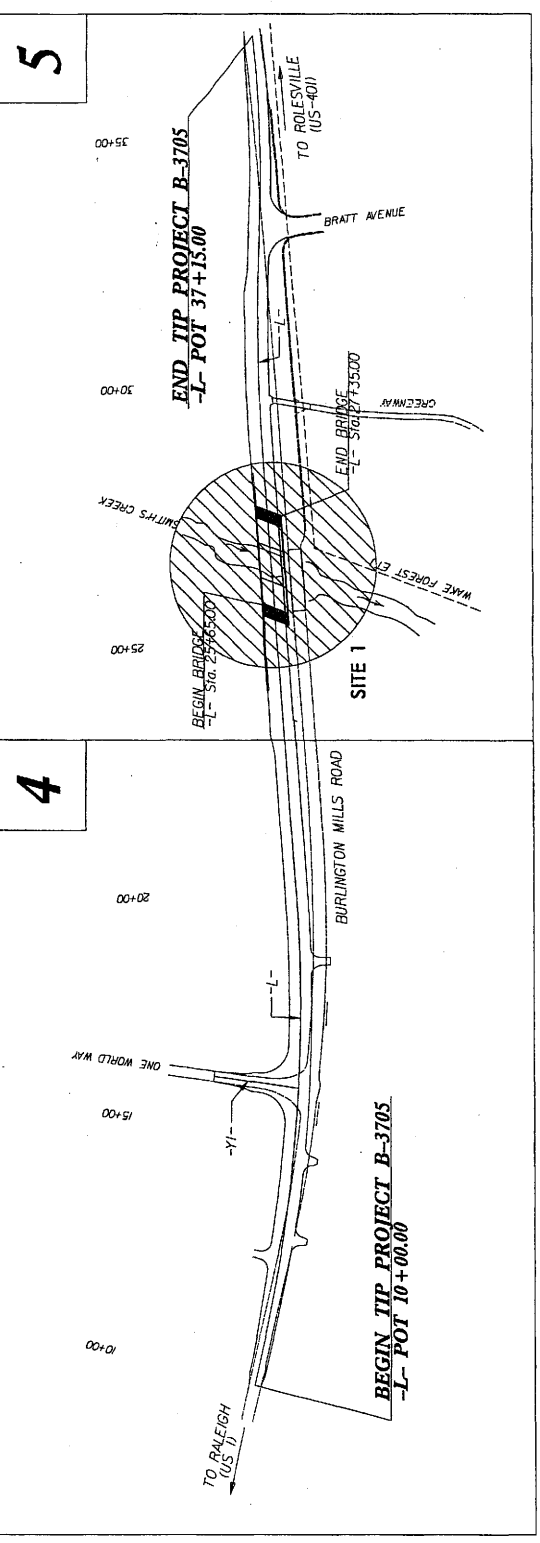 5
35+00
END TIP PROJECT B-3705
-L- POT 37+15.00
TO ROLESVILLE
(US-401)
BRATT AVENUE
-L-
30+00
END BRIDGE
-L- Sta. 27+35.00
GREENWAY
SMITH'S CREEK
WAKE FOREST ETJ
BEGIN BRIDGE
-L- Sta. 25+65.00
25+00
SITE 1
4
BURLINGTON MILLS ROAD
20+00
-L-
ONE WORLD WAY
15+00
-Y1-
BEGIN TIP PROJECT B-3705
-L- POT 10+00.00
10+00
TO RALEIGH
(US 1)